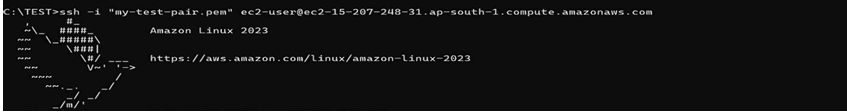 C:\TEST>ssh -i "my-test-pair.pem" ec2-user@ec2-15-207-248-31.ap-south-1.compute.amazonaws.com
   ,     #_
   ~\_  ####_        Amazon Linux 2023
  ~~  \_#####\
  ~~     \###|
  ~~       \#/ ___   https://aws.amazon.com/linux/amazon-linux-2023
   ~~       V~' '->
    ~~~         /
      ~~._.   _/
         _/ _/
       _/m/'